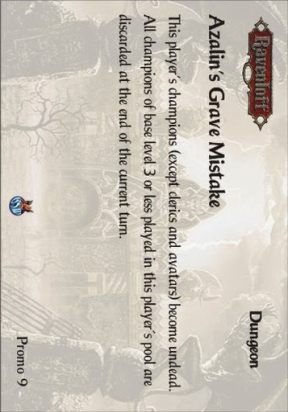 Ravenloft
Dungeon
Azalin's Grave Mistake
This player's champions (except clerics and avatars) become undead.
All champions of base level 3 or less played in this player's pool are
discarded at the end of the current turn.
Promo 9